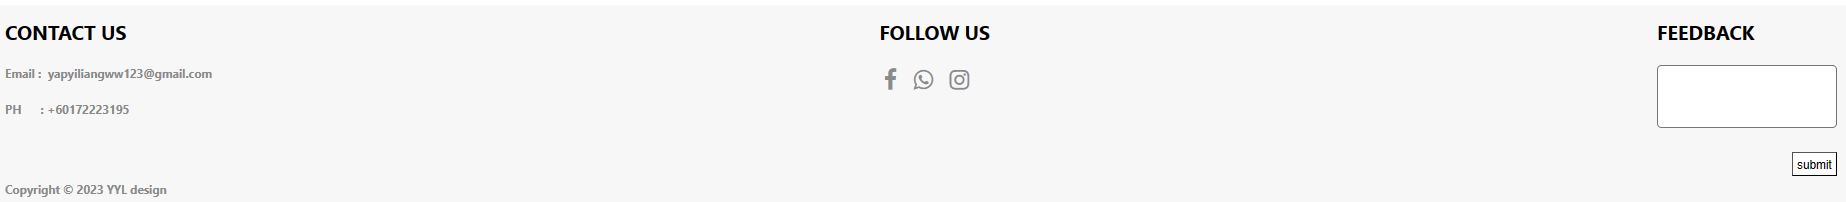 CONTACT US
Email : yapyiliangww123@gmail.com
PH : +60172223195
FOLLOW US
FEEDBACK
submit
Copyright © 2023 YYL design